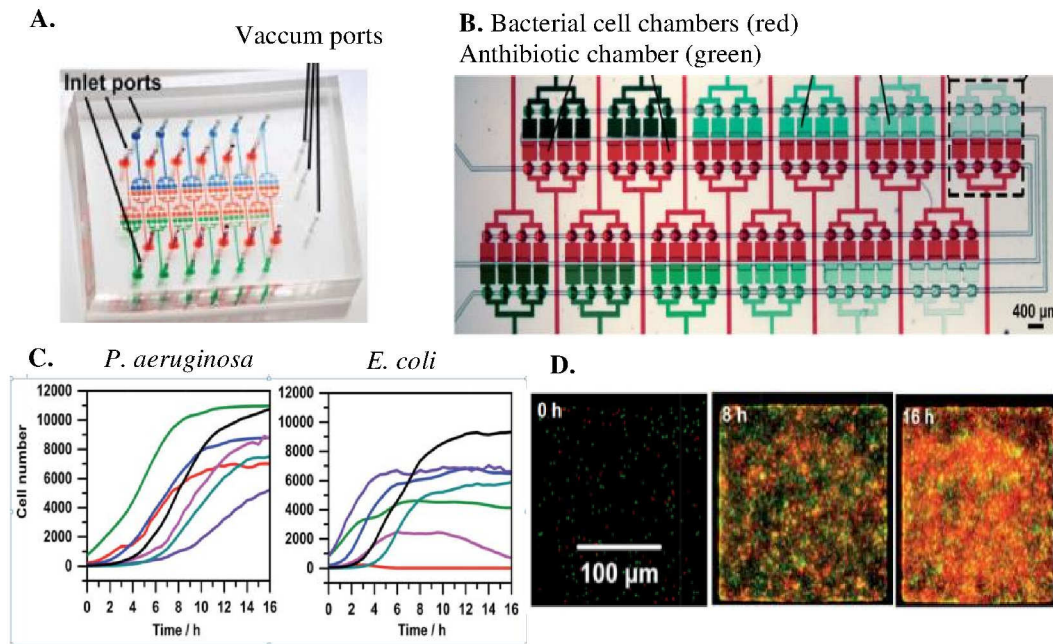 A.
Vaccum ports
Inlet ports
B. Bacterial cell chambers (red)
Anthibiotic chamber (green)
400 µm
C. P. aeruginosa E. coli
Cell number
12000
10000
8000
6000
4000
2000
0
0 2 4 6 8 10 12 14 16
Time / h
12000
10000
8000
6000
4000
2000
0
0 2 4 6 8 10 12 14 16
Time / h
D.
0 h
100 µm
8 h
16 h